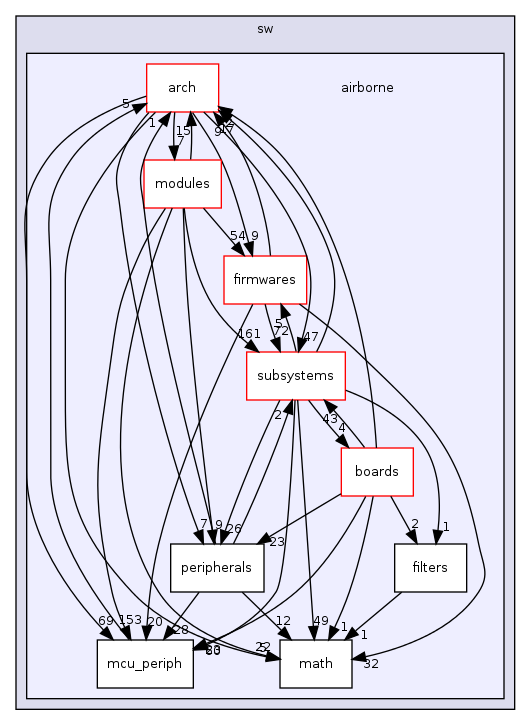 sw
arch
airborne
5
1
15
9
7
modules
54
9
firmwares
5
72
161
47
subsystems
2
43
4
boards
7
9
26
2
1
23
peripherals
filters
69
153
20
28
12
49
1
1
22
mcu_periph
math
32